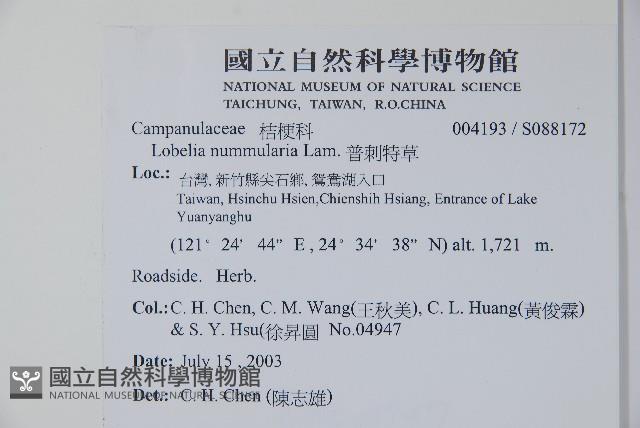 國立自然科學博物館
NATIONAL MUSEUM OF NATURAL SCIENCE
TAICHUNG, TAIWAN, R.O.CHINA
Campanulaceae 桔梗科 004193 / S088172
Lobelia nummularia Lam. 普剌特草
Loc.: 台灣, 新竹縣尖石鄉, 鴛鴦湖入口
Taiwan, Hsinchu Hsien,Chienshih Hsiang, Entrance of Lake
Yuanyanghu
(121° 24' 44" E , 24° 34' 38" N) alt. 1,721 m.
Roadside. Herb.
Col.: C. H. Chen, C. M. Wang(王秋美), C. L. Huang(黃俊霖)
& S. Y. Hsu(徐昇圓 No.04947
Date: July 15 , 2003
Det.: C. H. Chen (陳志雄)
國立自然科學博物館
NATIONAL MUSEUM OF NATURAL SCIENCE